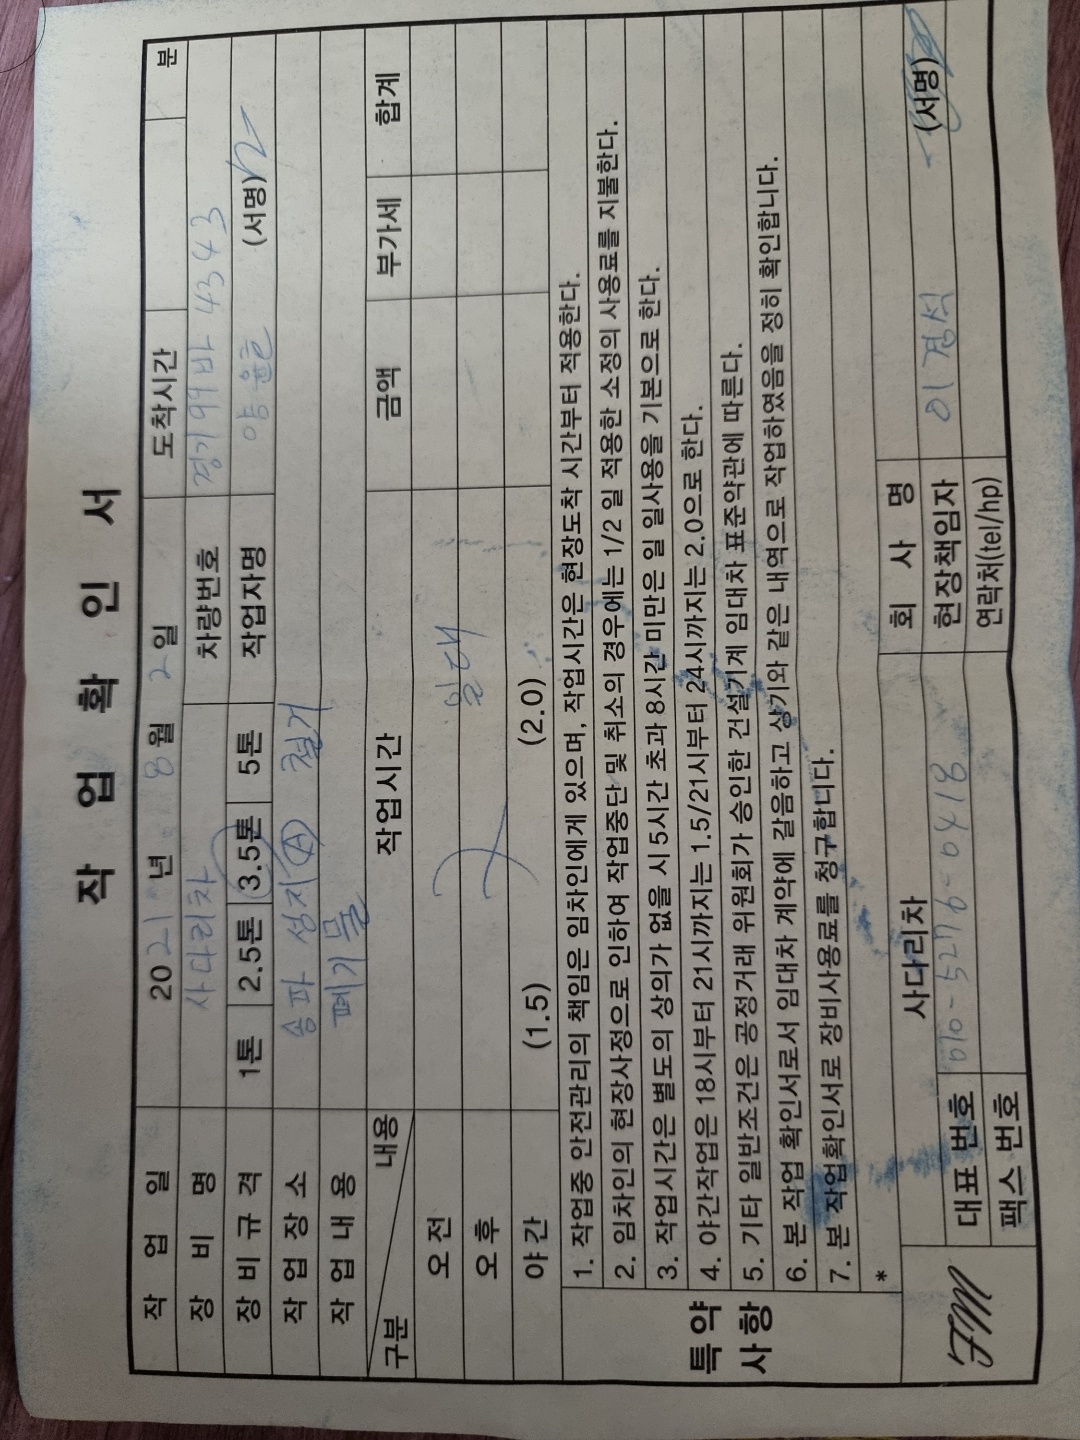 작 업 확 인 서
작 업 일 2021년 8월 2일 도착시간 분
장 비 명 사다리차 차량번호 경기99바 4343
장비규격 1톤 2.5톤 3.5톤 5톤 작업자명 양 (서명)
작업장소 송파 성지 Ⓐ 철거
작업내용 폐기물
구분 내용 작업시간 금액 부가세 합계
오전
오후 일대
야간 (1.5) (2.0)
특약사항
1. 작업중 안전관리의 책임은 임차인에게 있으며, 작업시간은 현장도착 시간부터 적용한다.
2. 임차인의 현장사정으로 인하여 작업중단 및 취소의 경우에는 1/2 일 적용한 소정의 사용료를 지불한다.
3. 작업시간은 별도의 상의가 없을 시 5시간 초과 8시간 미만은 일 일사용을 기본으로 한다.
4. 야간작업은 18시부터 21시까지는 1.5/21시부터 24시까지는 2.0으로 한다.
5. 기타 일반조건은 공정거래 위원회가 승인한 건설기계 임대차 표준약관에 따른다.
6. 본 작업 확인서로서 임대차 계약에 갈음하고 상기와 같은 내역으로 작업하였음을 정히 확인합니다.
7. 본 작업확인서로 장비사용료를 청구합니다.
*
사다리차 회 사 명
대표 번호 010-5276-0418 현장책임자 이경석 (서명)
팩스 번호 연락처(tel/hp)